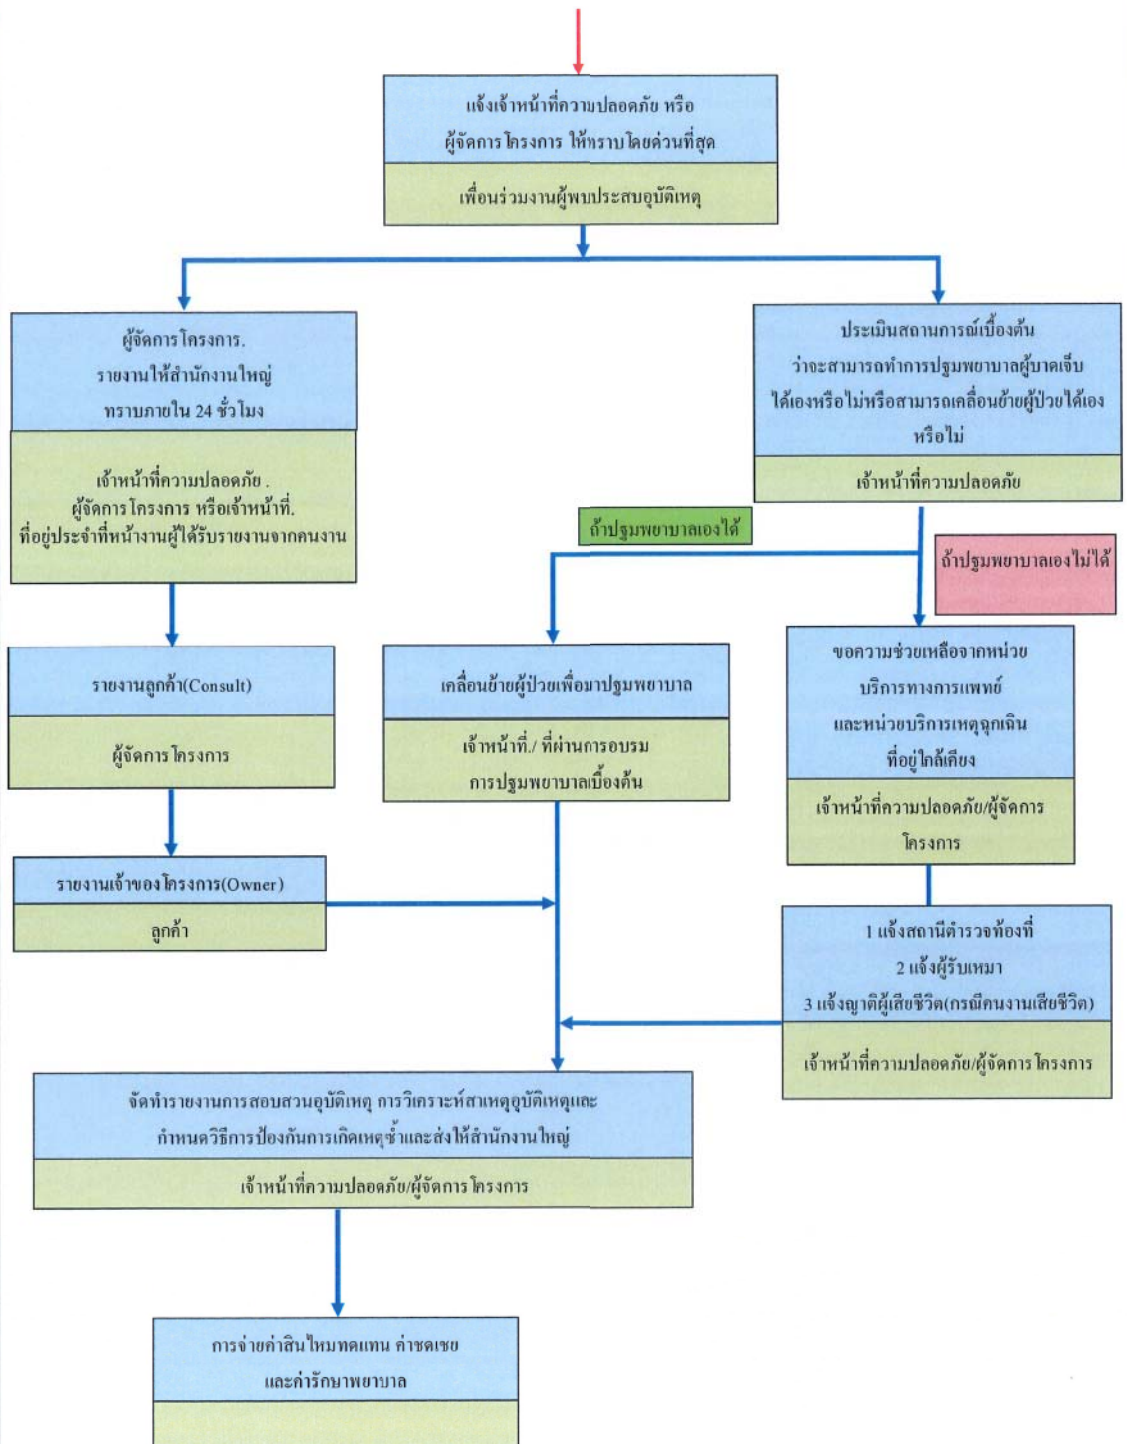 แจ้งเจ้าหน้าที่ความปลอดภัย หรือ
ผู้จัดการโครงการ ให้ทราบโดยด่วนที่สุด
เพื่อนร่วมงานผู้พบประสบอุบัติเหตุ
ผู้จัดการโครงการ.
รายงานให้สำนักงานใหญ่
ทราบภายใน 24 ชั่วโมง
เจ้าหน้าที่ความปลอดภัย .
ผู้จัดการโครงการ หรือเจ้าหน้าที่.
ที่อยู่ประจำที่หน้างานผู้ได้รับรายงานจากคนงาน
ประเมินสถานการณ์เบื้องต้น
ว่าจะสามารถทำการปฐมพยาบาลผู้บาดเจ็บ
ได้เองหรือไม่หรือสามารถเคลื่อนย้ายผู้ป่วยได้เอง
หรือไม่
เจ้าหน้าที่ความปลอดภัย
ถ้าปฐมพยาบาลเองได้
ถ้าปฐมพยาบาลเองไม่ได้
รายงานลูกค้า(Consult)
ผู้จัดการโครงการ
เคลื่อนย้ายผู้ป่วยเพื่อมาปฐมพยาบาล
เจ้าหน้าที่./ ที่ผ่านการอบรม
การปฐมพยาบาลเบื้องต้น
ขอความช่วยเหลือจากหน่วย
บริการทางการแพทย์
และหน่วยบริการเหตุฉุกเฉิน
ที่อยู่ใกล้เคียง
เจ้าหน้าที่ความปลอดภัย/ผู้จัดการ
โครงการ
รายงานเจ้าของโครงการ(Owner)
ลูกค้า
1 แจ้งสถานีตำรวจท้องที่
2 แจ้งผู้รับเหมา
3 แจ้งญาติผู้เสียชีวิต(กรณีคนงานเสียชีวิต)
เจ้าหน้าที่ความปลอดภัย/ผู้จัดการโครงการ
จัดทำรายงานการสอบสวนอุบัติเหตุ การวิเคราะห์สาเหตุอุบัติเหตุและ
กำหนดวิธีการป้องกันการเกิดเหตุซ้ำและส่งให้สำนักงานใหญ่
เจ้าหน้าที่ความปลอดภัย/ผู้จัดการโครงการ
การจ่ายค่าสินไหมทดแทน ค่าชดเชย
และค่ารักษาพยาบาล